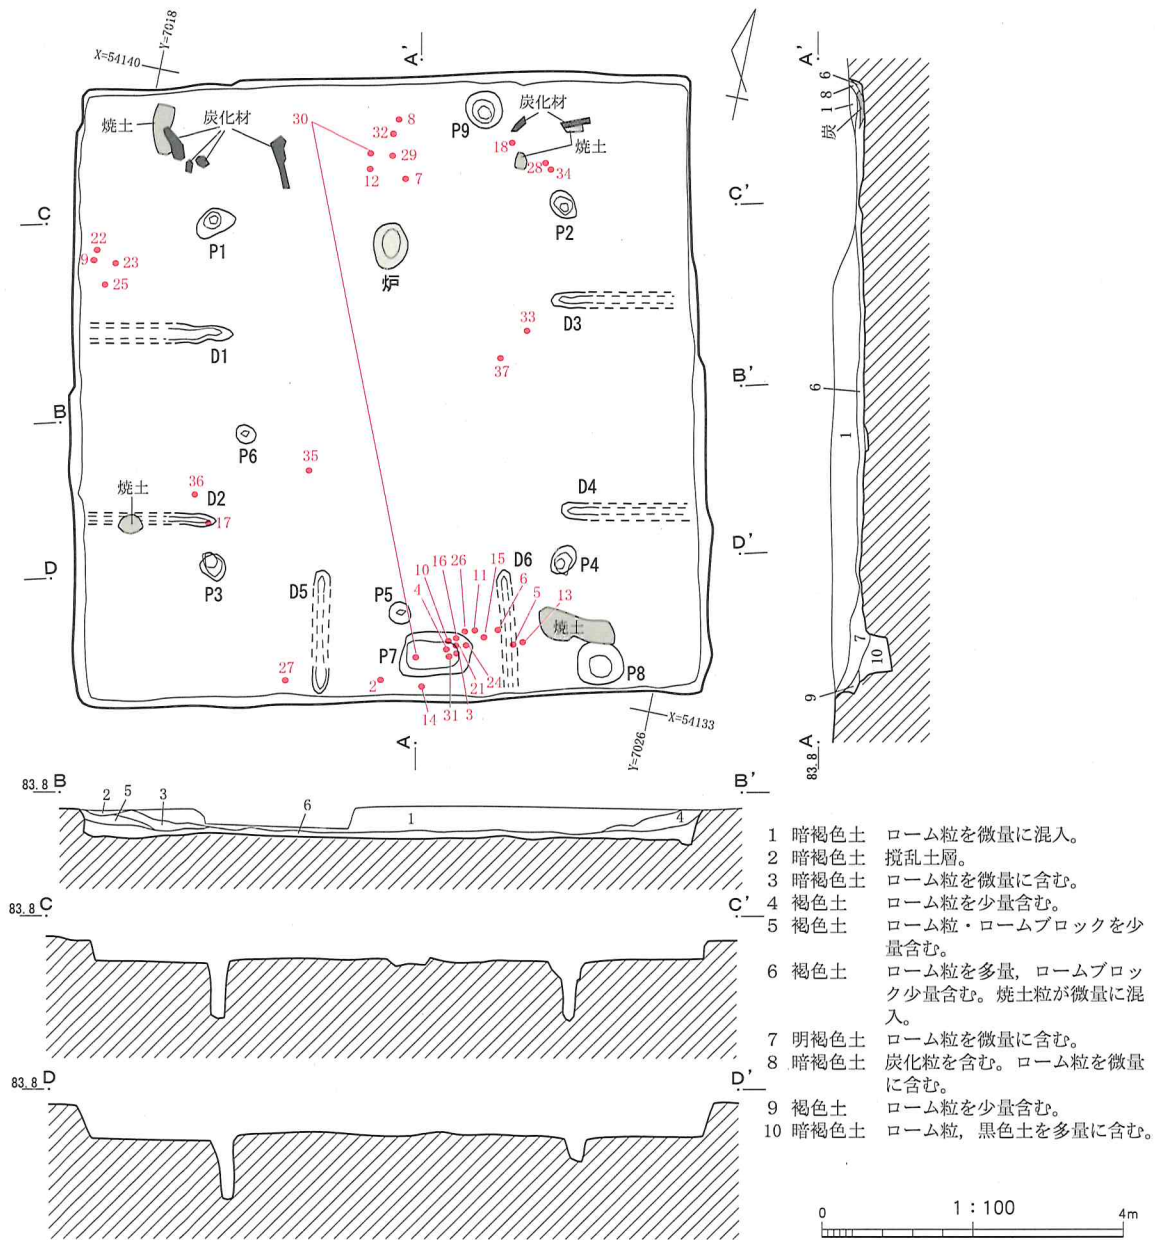 X=54140
Y=7018
A'
A'
焼土
炭化材
30
8
32
29
12
7
P9
炭化材
18
焼土
28
34
6
8
1
炭
C
P1
炉
P2
C'
22
9
23
25
D1
D3
33
37
B
B'
6
1
P6
35
36
焼土
D2
17
D4
D
P3
D5
P5
P7
10
16
26
11
15
D6
6
4
5
13
P4
D'
焼土
P8
27
2
14
31
3
21
24
7
10
9
X=54133
Y=7026
A
A
83.8
83.8 B
B'
2
5
3
6
1
4
83.8 C
C'
83.8 D
D'
1 暗褐色土 ローム粒を微量に混入。
2 暗褐色土 撹乱土層。
3 暗褐色土 ローム粒を微量に含む。
4 褐色土 ローム粒を少量含む。
5 褐色土 ローム粒・ロームブロックを少
量含む。
6 褐色土 ローム粒を多量，ロームブロッ
ク少量含む。焼土粒が微量に混
入。
7 明褐色土 ローム粒を微量に含む。
8 暗褐色土 炭化粒を含む。ローム粒を微量
に含む。
9 褐色土 ローム粒を少量含む。
10 暗褐色土 ローム粒，黒色土を多量に含む。
1：100
0
4m